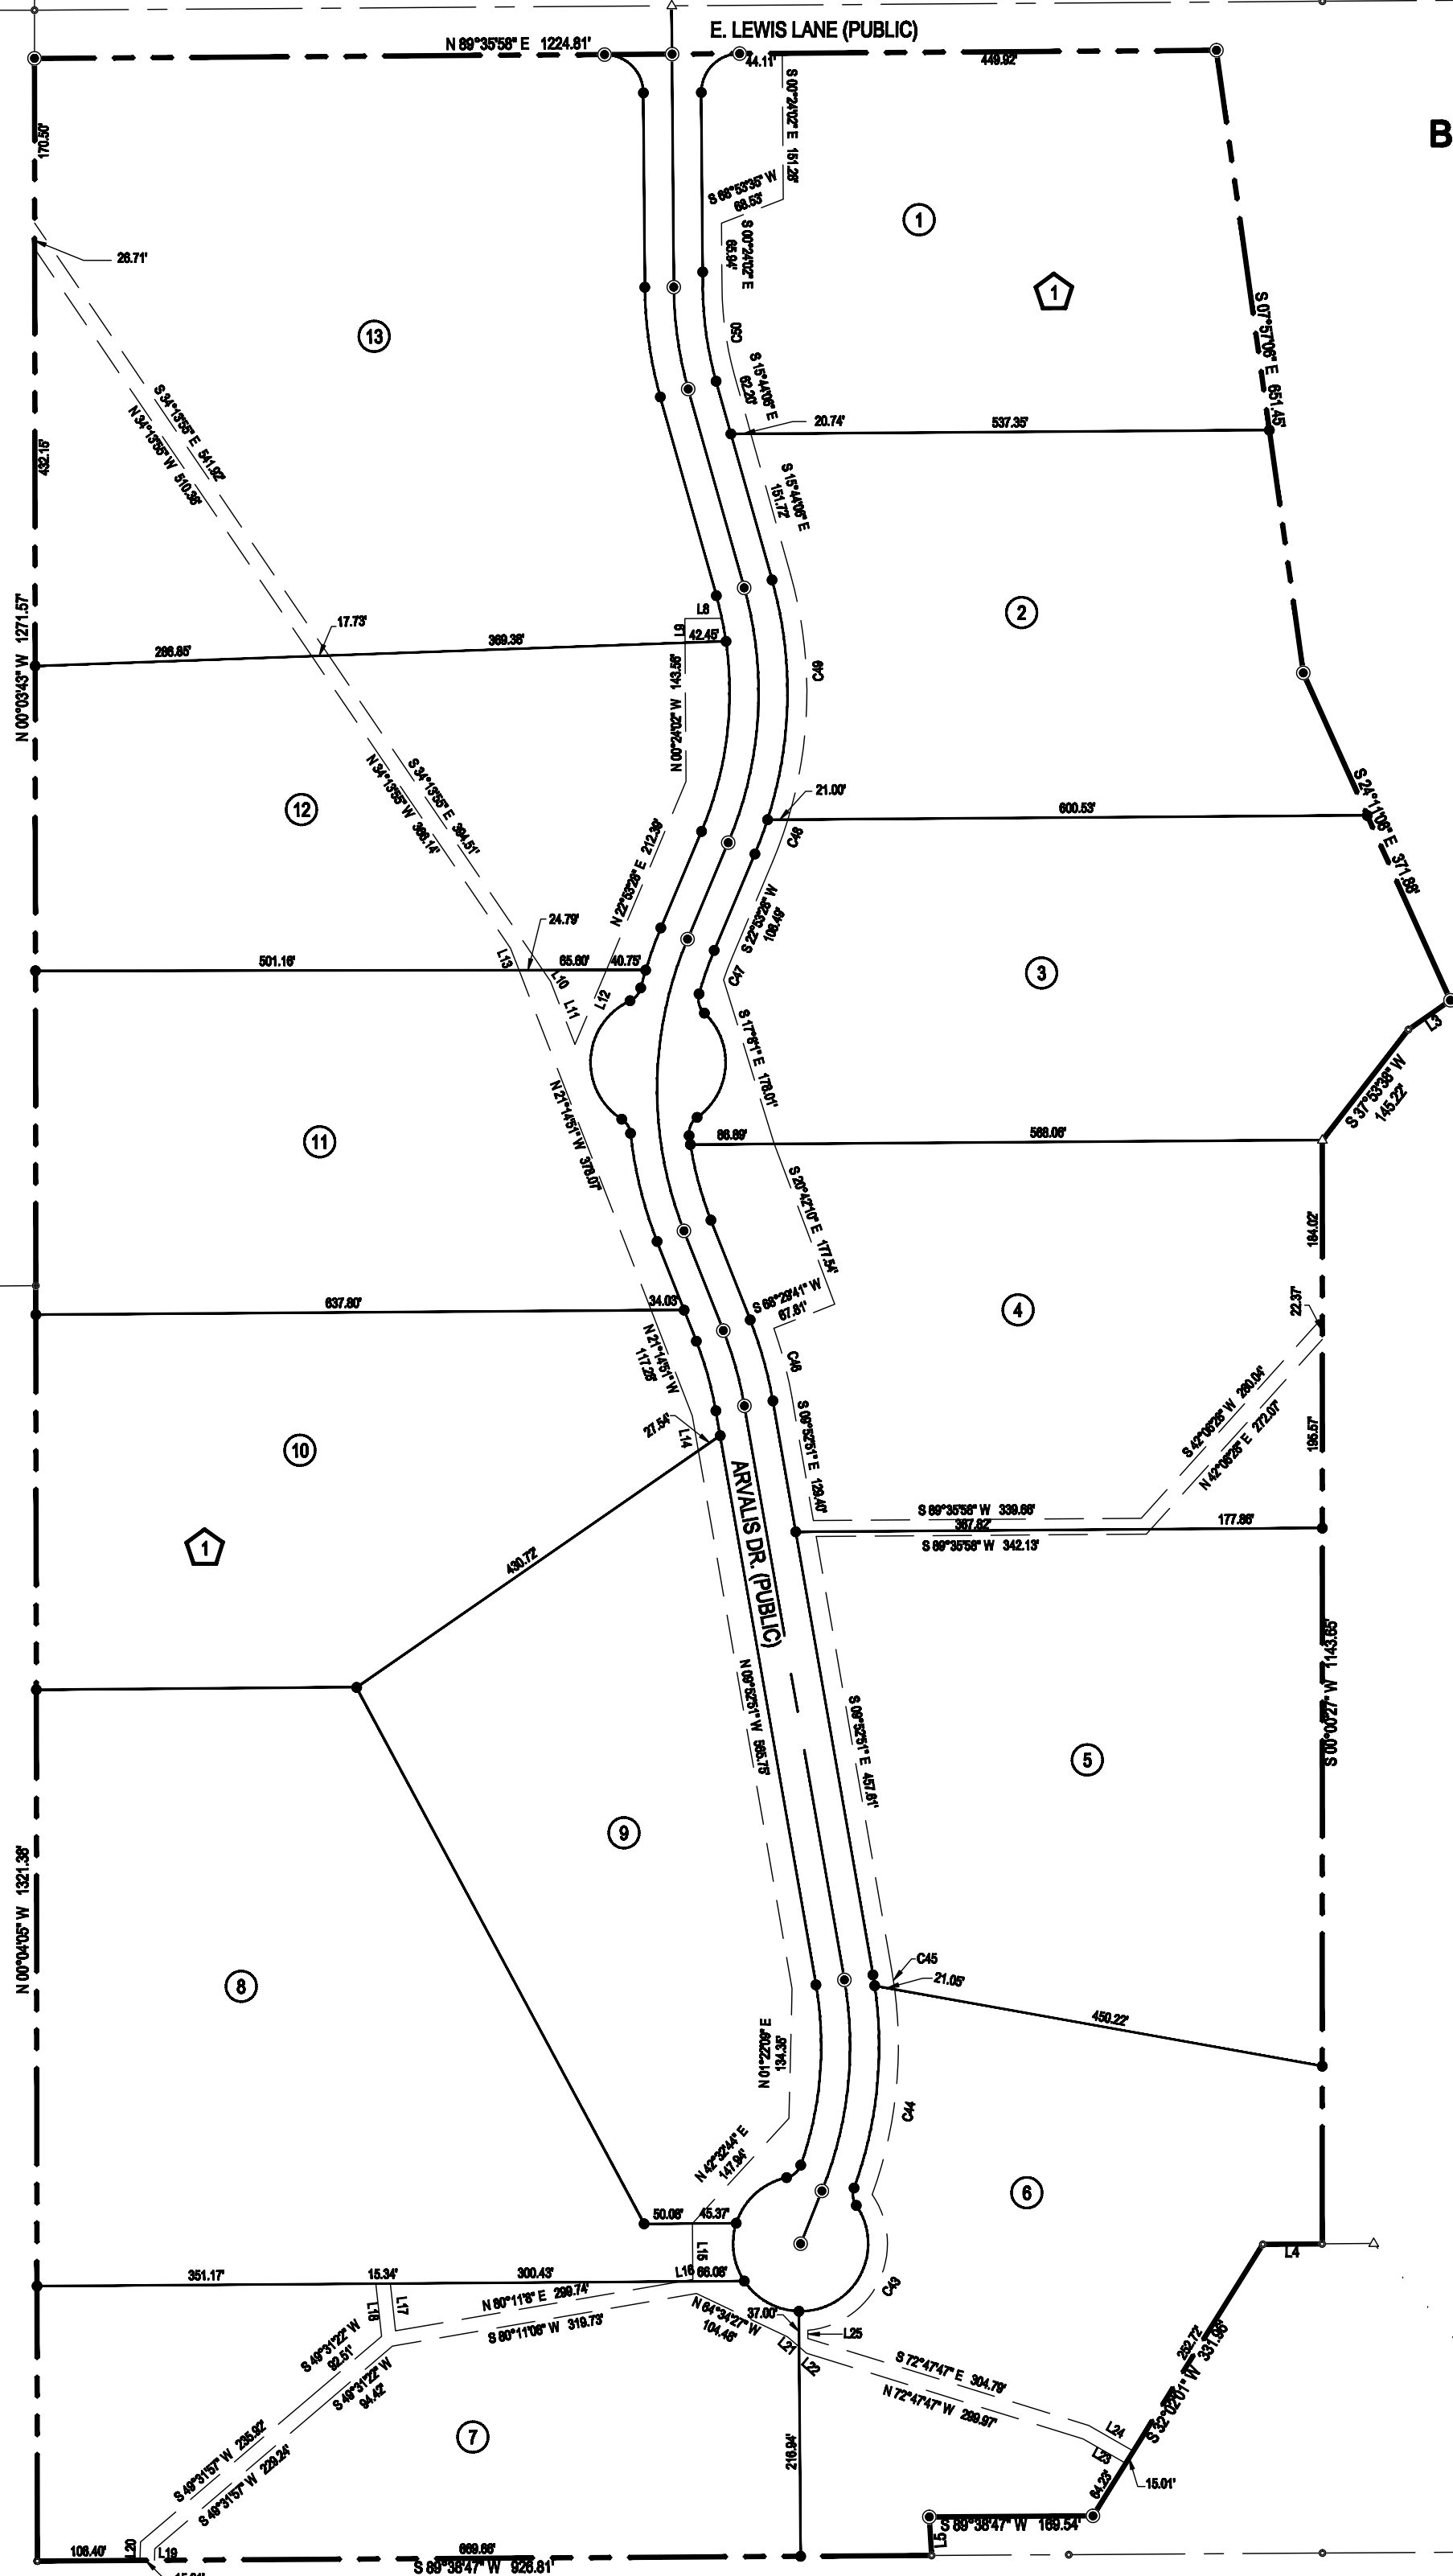 E. LEWIS LANE (PUBLIC)
N 89°35'58" E 1224.81'
44.11'
449.92'
B
170.50'
S 00°24'02" E 151.28'
S 68°53'35" W
68.53'
1
S 00°24'02" E
65.94'
26.71'
1
13
C50
S 07°57'06" E 651.45'
S 15°44'06" E
62.20'
S 34°13'55" E 541.92'
N 34°13'55" W 510.36'
20.74'
537.35'
432.15'
S 15°44'06" E
151.72'
N 00°03'43" W 1271.57'
17.73'
L8
2
L9
42.45'
286.85'
369.36'
C49
N 00°24'02" W 143.56'
N 34°13'55" W 386.14'
S 34°13'55" E 394.51'
12
21.00'
600.53'
S 24°11'08" E 371.88'
C48
N 22°53'28" E 212.39'
S 22°53'28" W
108.49'
24.79'
L13
501.16'
65.60'
40.75'
L10
C47
3
L11
L12
L3
S 17°6'1" E 178.01'
N 21°14'51" W 378.07'
S 37°53'38" W
145.22'
11
86.89'
568.06'
S 20°42'10" E 177.54'
184.02'
637.80'
34.03'
S 66°29'41" W
67.81'
4
22.37'
N 21°14'51" W
117.28'
C46
S 42°06'26" W 280.04'
N 42°06'26" E 272.07'
27.54'
L14
S 09°52'51" E 129.40'
195.57'
10
ARVALIS DR. (PUBLIC)
S 89°35'58" W 339.66'
367.82'
177.86'
S 89°35'58" W 342.13'
1
430.72'
S 00°00'27" W 1143.65'
N 09°52'51" W 565.75'
S 09°52'51" E 457.61'
5
9
N 00°04'05" W 1321.38'
C45
21.05'
8
450.22'
N 01°22'09" E
134.35'
C44
N 42°32'44" E
147.94'
6
50.08'
45.37'
L15
L4
351.17'
15.34'
300.43'
L16
66.08'
L18
L17
N 80°11'8" E 299.74'
S 80°11'08" W 319.73'
C43
N 64°34'27" W
104.48'
37.00'
L25
L21
L22
S 49°31'22" W
92.51'
S 49°31'22" W
94.42'
S 72°47'47" E 304.79'
N 72°47'47" W 299.97'
252.72'
S 32°02'01" W 331.96'
L24
L23
15.01'
64.23'
7
216.94'
S 49°31'57" W 235.92'
S 49°31'57" W 229.24'
S 89°38'47" W 169.54'
L5
106.40'
L20
L19
669.66'
S 89°38'47" W 926.81'